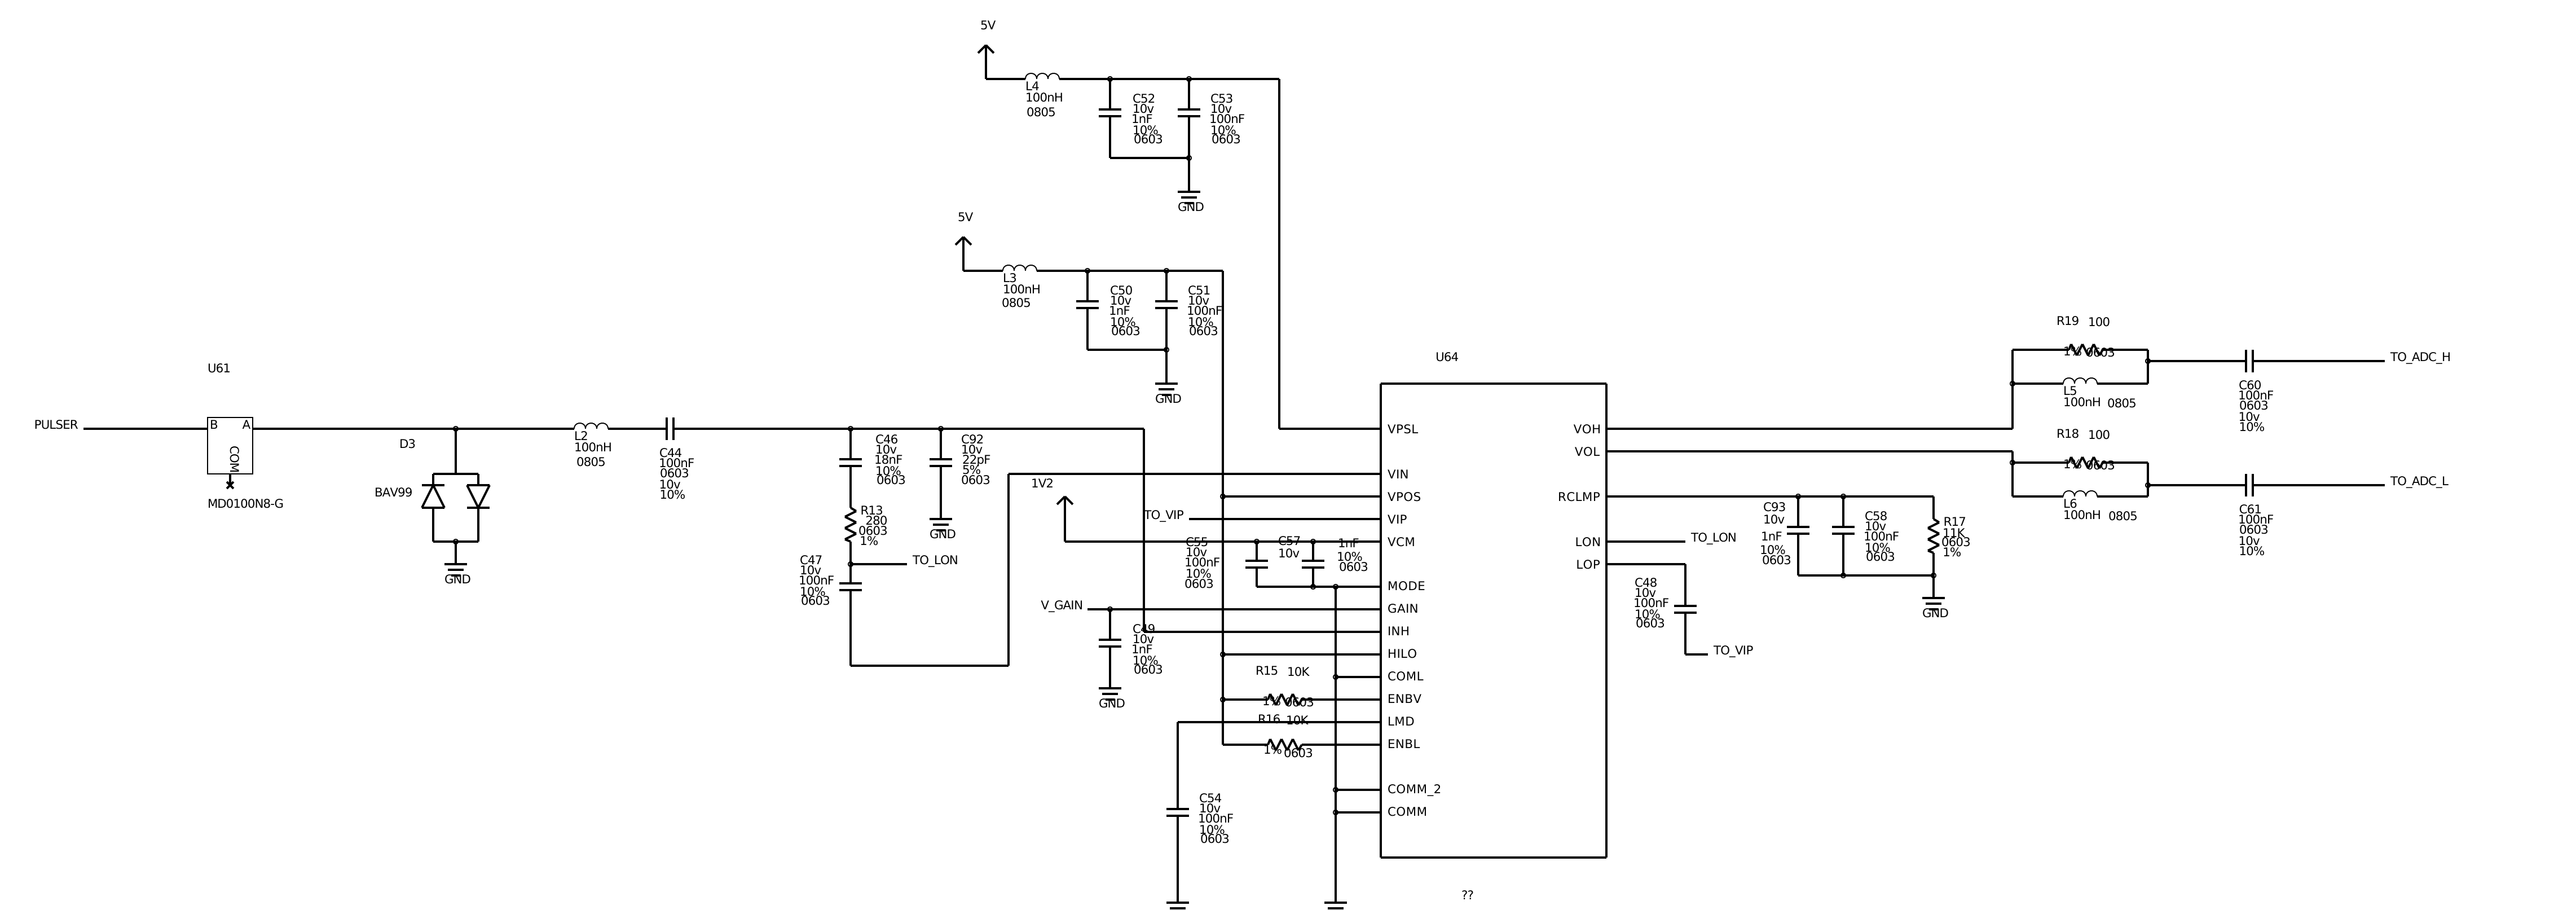 5V
L4
100nH
0805
C52
10v
1nF
10%
0603
C53
10v
100nF
10%
0603
GND
5V
L3
100nH
0805
C50
10v
1nF
10%
0603
C51
10v
100nF
10%
0603
GND
U61
PULSER
B A
COM
MD0100N8-G
D3
BAV99
GND
L2
100nH
0805
C44
100nF
0603
10v
10%
C46
10v
18nF
10%
0603
C92
10v
22pF
5%
0603
GND
R13
280
0603
1%
C47
10v
100nF
10%
0603
TO_LON
1V2
TO_VIP
C55
10v
100nF
10%
0603
C57
10v
1nF
10%
0603
V_GAIN
C49
10v
1nF
10%
0603
GND
R15 10K
1% 0603
R16 10K
1% 0603
C54
10v
100nF
10%
0603
U64
VPSL
VIN
VPOS
VIP
VCM
MODE
GAIN
INH
HILO
COML
ENBV
LMD
ENBL
COMM_2
COMM
VOH
VOL
RCLMP
LON
LOP
??
TO_LON
C48
10v
100nF
10%
0603
TO_VIP
C93
10v
1nF
10%
0603
C58
10v
100nF
10%
0603
R17
11K
0603
1%
GND
R19 100
1% 0603
L5
100nH 0805
R18 100
1% 0603
L6
100nH 0805
C60
100nF
0603
10v
10%
TO_ADC_H
C61
100nF
0603
10v
10%
TO_ADC_L